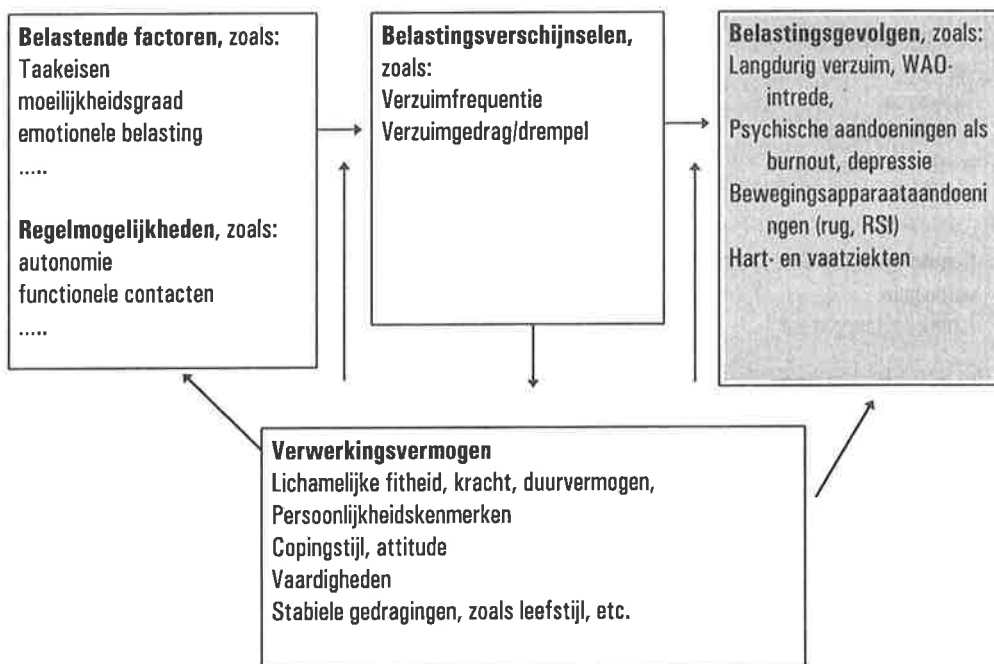 Belastende factoren, zoals:
Taakeisen
moeilijkheidsgraad
emotionele belasting
.....
Regelmogelijkheden, zoals:
autonomie
functionele contacten
.....
Belastingsverschijnselen,
zoals:
Verzuimfrequentie
Verzuimgedrag/drempel
Belastingsgevolgen, zoals:
Langdurig verzuim, WAO-
intrede,
Psychische aandoeningen als
burnout, depressie
Bewegingsapparaataandoeni
ngen (rug, RSI)
Hart- en vaatziekten
Verwerkingsvermogen
Lichamelijke fitheid, kracht, duurvermogen,
Persoonlijkheidskenmerken
Copingstijl, attitude
Vaardigheden
Stabiele gedragingen, zoals leefstijl, etc.